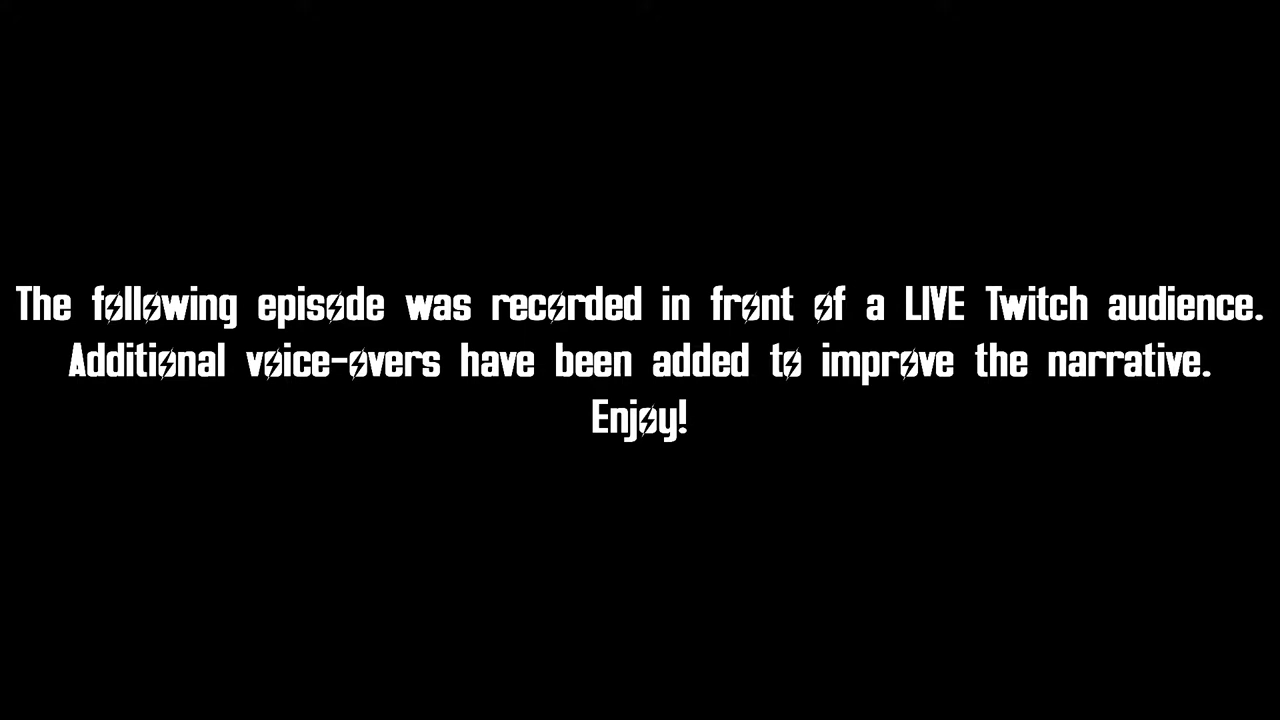 The following episode was recorded in front of a LIVE Twitch audience.
Additional voice-overs have been added to improve the narrative.
Enjoy!